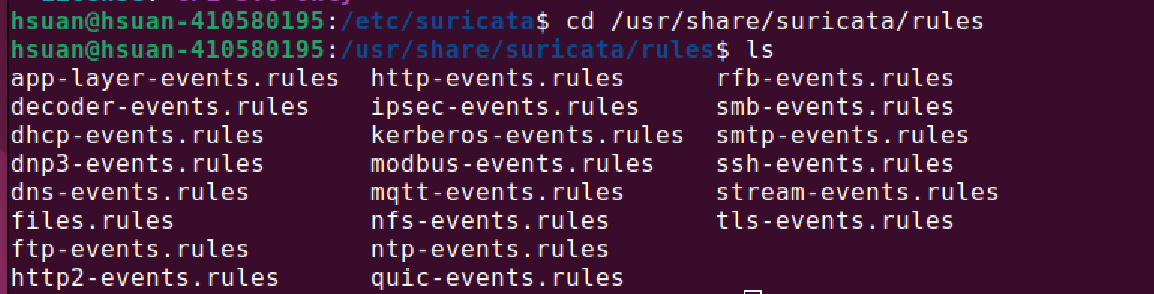 hsuan@hsuan-410580195:/etc/suricata$ cd /usr/share/suricata/rules
hsuan@hsuan-410580195:/usr/share/suricata/rules$ ls
app-layer-events.rules  http-events.rules      rfb-events.rules
decoder-events.rules    ipsec-events.rules     smb-events.rules
dhcp-events.rules       kerberos-events.rules  smtp-events.rules
dnp3-events.rules       modbus-events.rules    ssh-events.rules
dns-events.rules        mqtt-events.rules      stream-events.rules
files.rules             nfs-events.rules       tls-events.rules
ftp-events.rules        ntp-events.rules
http2-events.rules      quic-events.rules